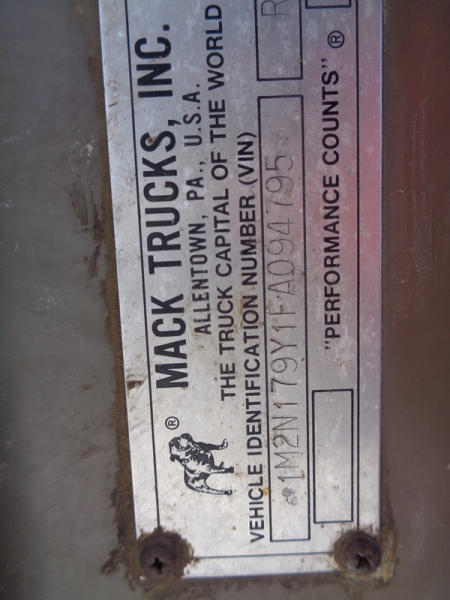 MACK TRUCKS, INC.
®
ALLENTOWN, PA., U.S.A.
THE TRUCK CAPITAL OF THE WORLD
VEHICLE IDENTIFICATION NUMBER (VIN)
1M2N179Y1FA094795
R
"PERFORMANCE COUNTS" ®